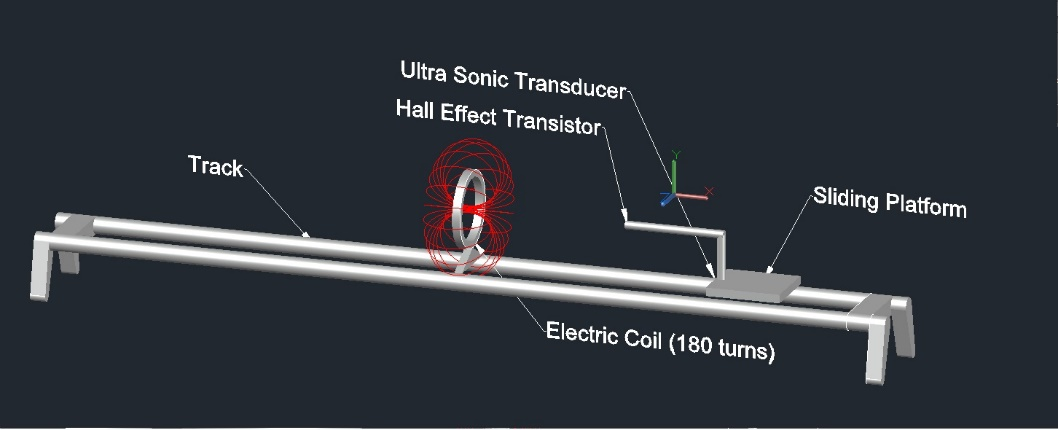 Ultra Sonic Transducer
Hall Effect Transistor
Track
Y
X
Z
Sliding Platform
Electric Coil (180 turns)